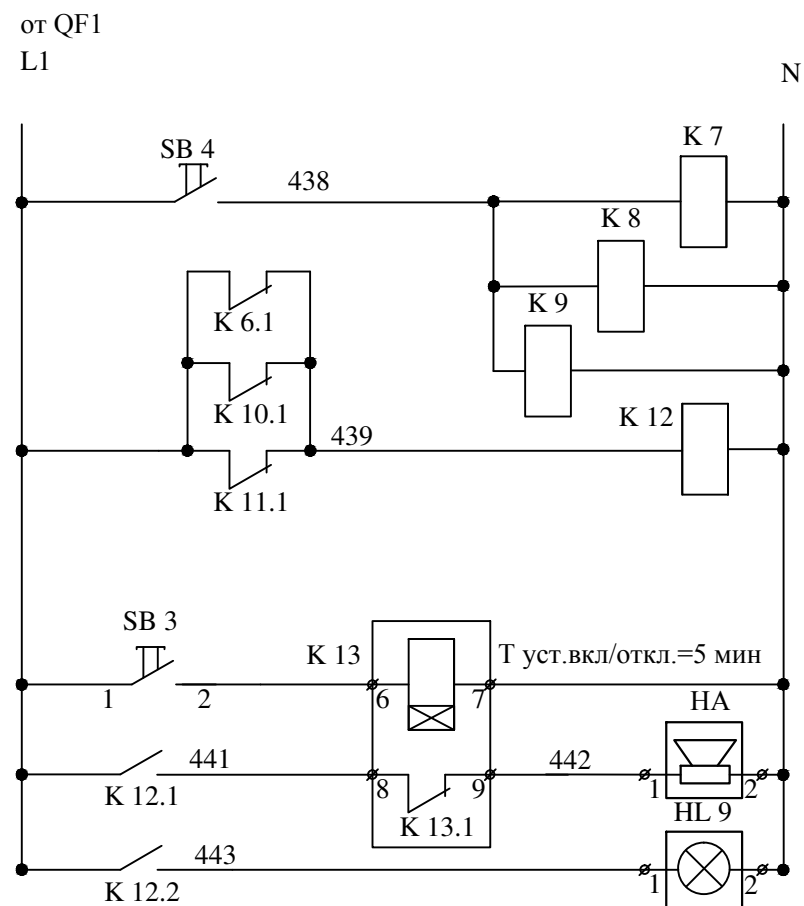 от QF1
L1
N
SB 4
438
K 7
K 8
K 9
K 6.1
K 10.1
439
K 12
K 11.1
SB 3
K 13
Т уст.вкл/откл.=5 мин
1 2 6 7
HA
441 442
8 9 1 2
K 12.1
K 13.1
HL 9
443
1 2
K 12.2